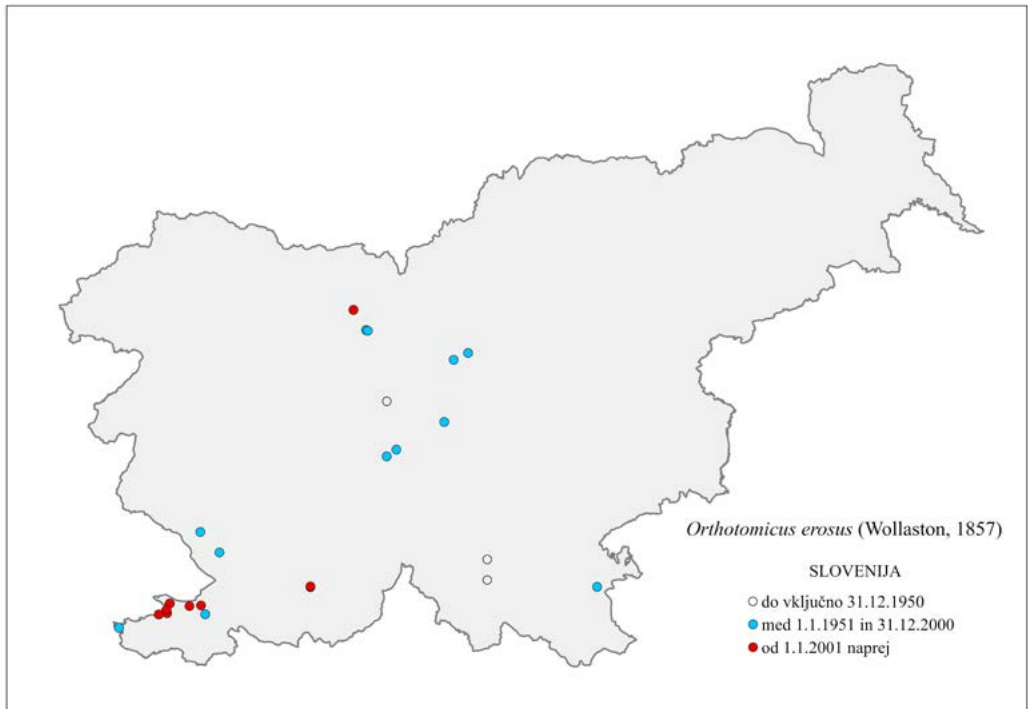 Orthotomicus erosus (Wollaston, 1857)
SLOVENIJA
do vključno 31.12.1950
med 1.1.1951 in 31.12.2000
od 1.1.2001 naprej